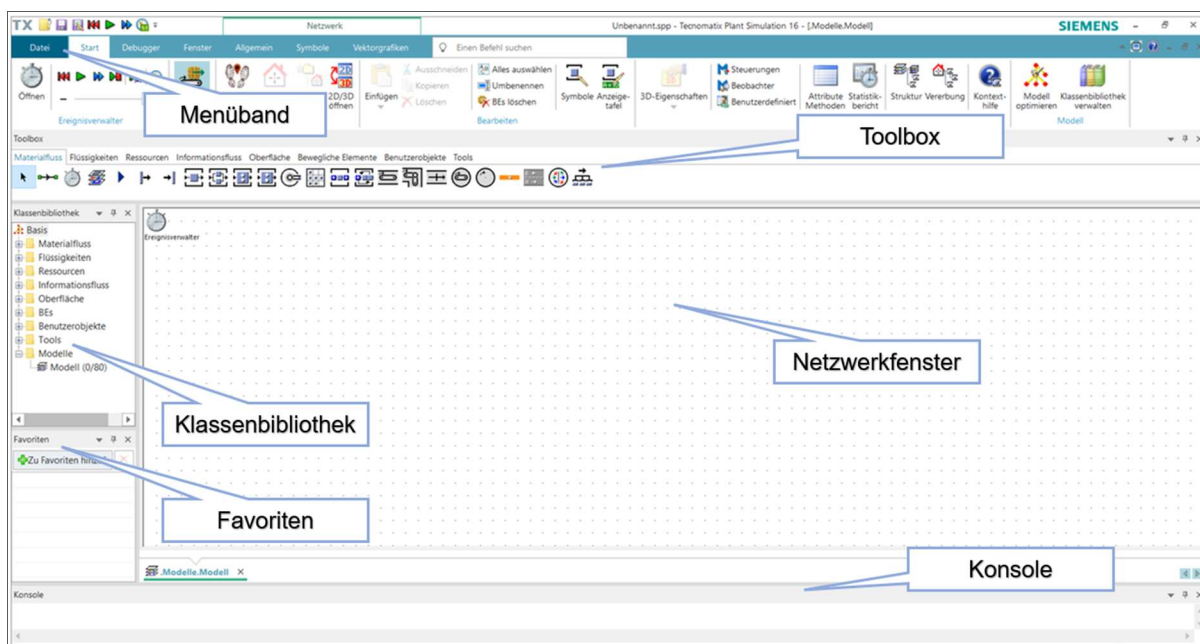 TX
Netzwerk
Unbenannt.spp - Tecnomatix Plant Simulation 16 - [.Modelle.Modell]
SIEMENS
Datei Start Debugger Fenster Allgemein Symbole Vektorgrafiken Einen Befehl suchen
Öffnen
Ereignisverwalter
Menüband
2D/3D öffnen
Einfügen
Ausschneiden
Kopieren
Löschen
Alles auswählen
Umbenennen
BEs löschen
Bearbeiten
Symbole Anzeige-
tafel
3D-Eigenschaften
Steuerungen
Beobachter
Benutzerdefiniert
Attribute
Methoden
Statistik-
bericht
Struktur Vererbung
Kontext-
hilfe
Modell
optimieren
Klassenbibliothek
verwalten
Modell
Toolbox
Toolbox
Materialfluss Flüssigkeiten Ressourcen Informationsfluss Oberfläche Bewegliche Elemente Benutzerobjekte Tools
Klassenbibliothek
Basis
Materialfluss
Flüssigkeiten
Ressourcen
Informationsfluss
Oberfläche
BEs
Benutzerobjekte
Tools
Modelle
Modell (0/80)
Ereignisverwalter
Netzwerkfenster
Klassenbibliothek
Favoriten
Zu Favoriten
Favoriten
.Modelle.Modell
Konsole
Konsole